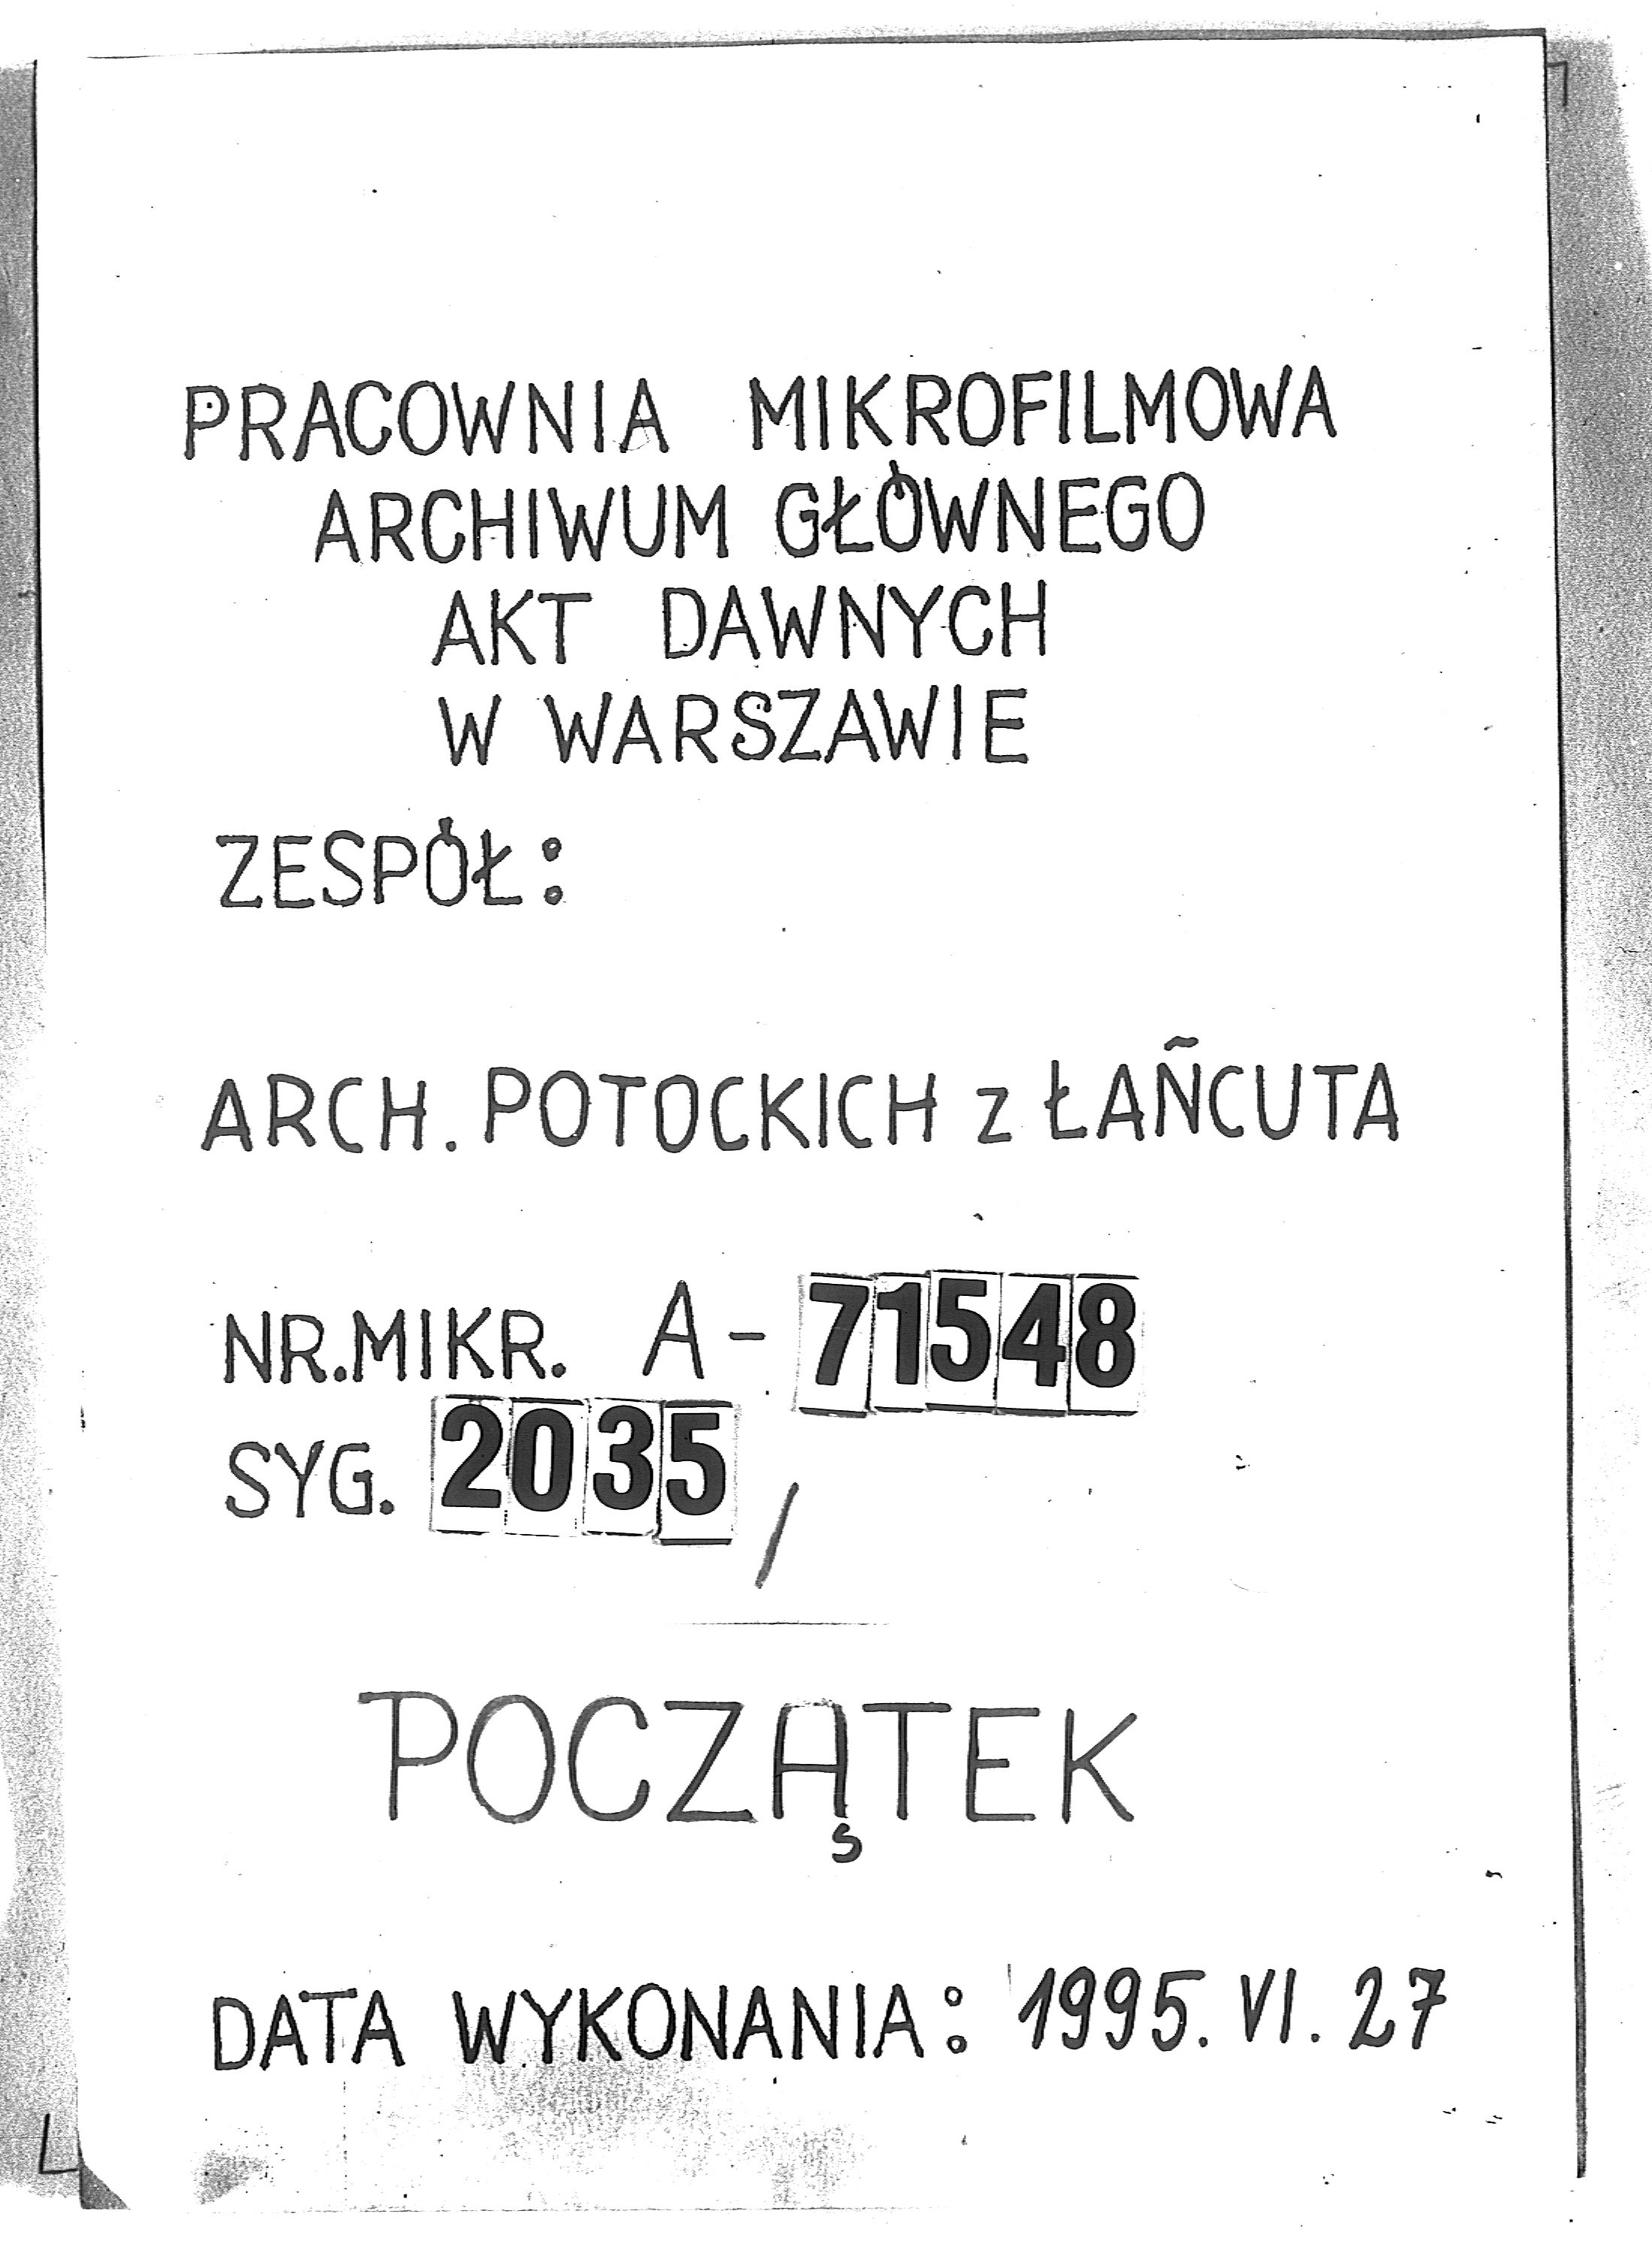 PRACOWNIA MIKROFILMOWA
ARCHIWUM GŁÓWNEGO
AKT DAWNYCH
W WARSZAWIE
ZESPÓŁ:
ARCH. POTOCKICH z ŁAŃCUTA
NR.MIKR. A-71548
SYG. 2035/
POCZĄTEK
DATA WYKONANIA: 1995. VI. 27